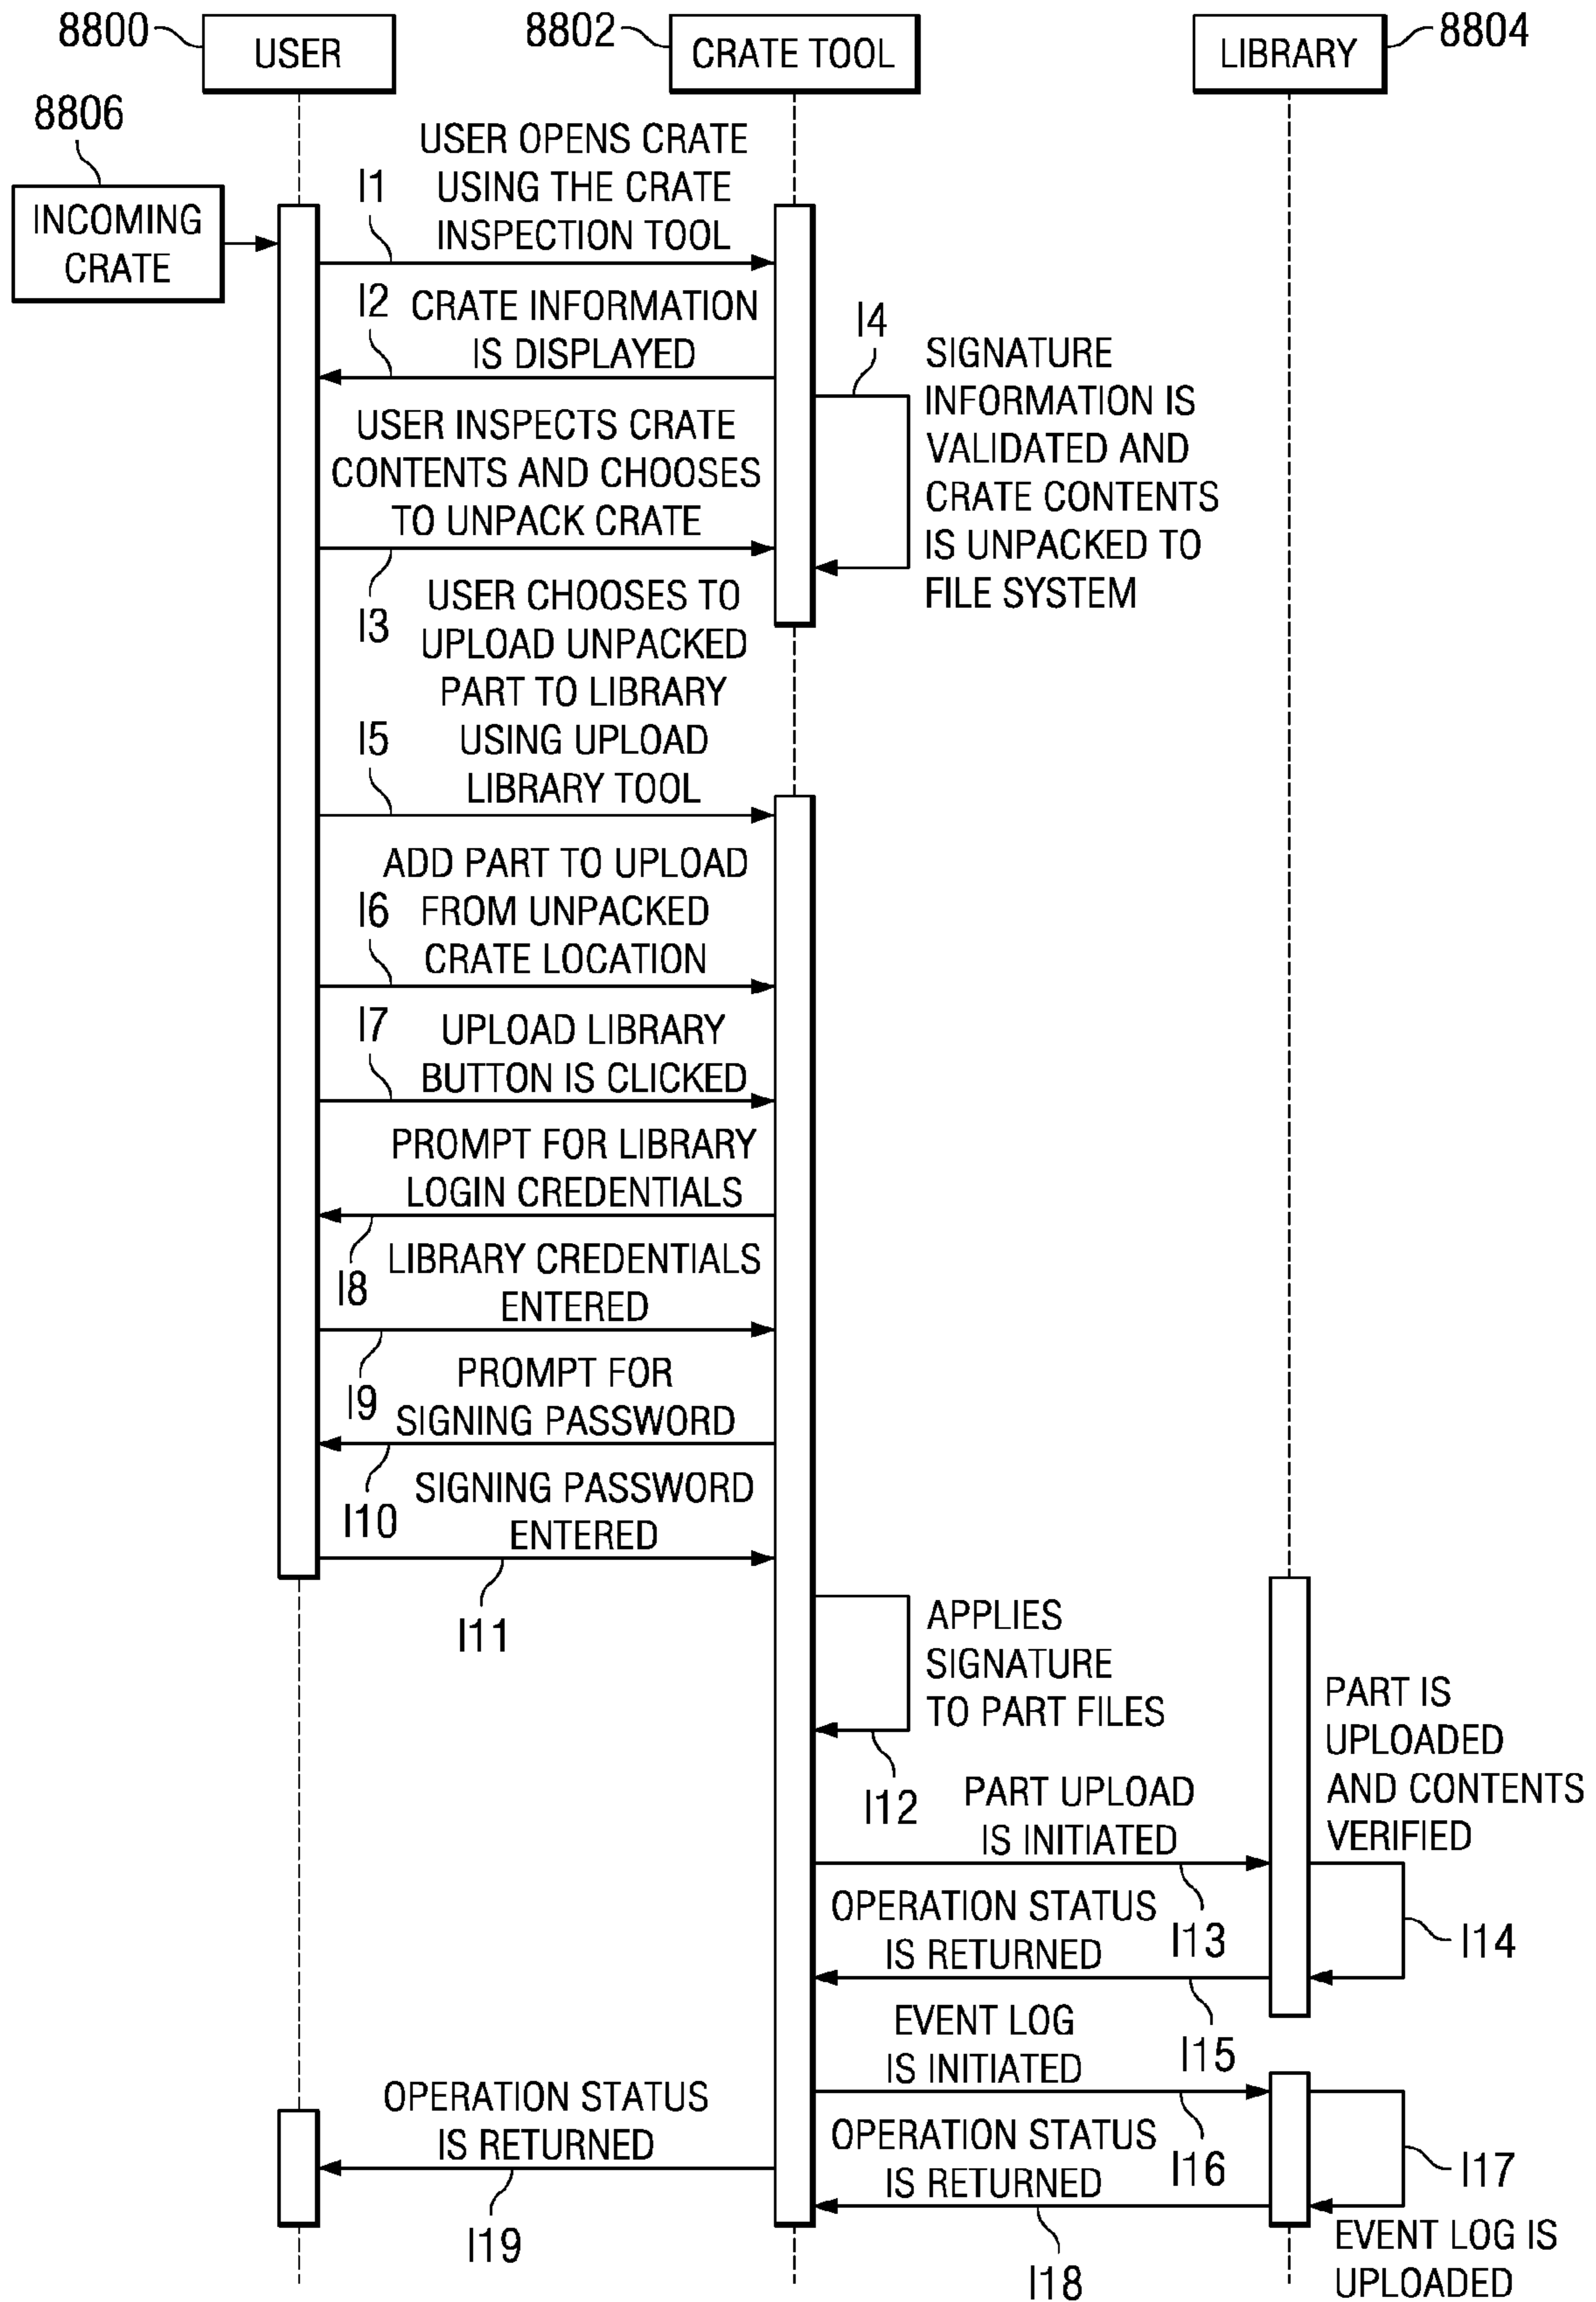 8800
USER
8802
CRATE TOOL
LIBRARY
8804
8806
INCOMING
CRATE
I1
USER OPENS CRATE
USING THE CRATE
INSPECTION TOOL
I2
CRATE INFORMATION
IS DISPLAYED
I4
SIGNATURE
INFORMATION IS
VALIDATED AND
CRATE CONTENTS
IS UNPACKED TO
FILE SYSTEM
USER INSPECTS CRATE
CONTENTS AND CHOOSES
TO UNPACK CRATE
I3
USER CHOOSES TO
UPLOAD UNPACKED
PART TO LIBRARY
USING UPLOAD
LIBRARY TOOL
I5
ADD PART TO UPLOAD
FROM UNPACKED
CRATE LOCATION
I6
I7
UPLOAD LIBRARY
BUTTON IS CLICKED
PROMPT FOR LIBRARY
LOGIN CREDENTIALS
I8
LIBRARY CREDENTIALS
ENTERED
I9
PROMPT FOR
SIGNING PASSWORD
I10
SIGNING PASSWORD
ENTERED
I11
APPLIES
SIGNATURE
TO PART FILES
I12
PART UPLOAD
IS INITIATED
I13
PART IS
UPLOADED
AND CONTENTS
VERIFIED
I14
OPERATION STATUS
IS RETURNED
I15
EVENT LOG
IS INITIATED
I16
OPERATION STATUS
IS RETURNED
I19
OPERATION STATUS
IS RETURNED
I18
I17
EVENT LOG IS
UPLOADED